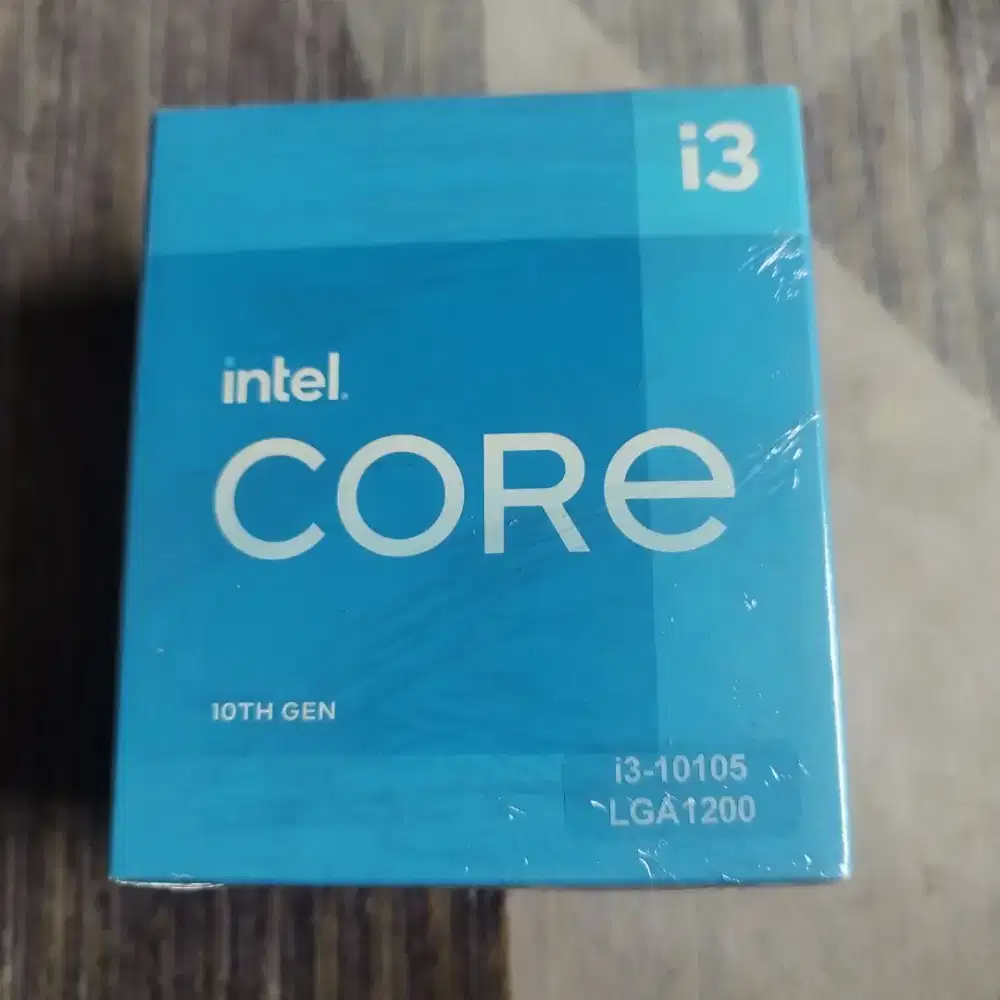 i3
intel.
CORE
10TH GEN
i3-10105
LGA1200